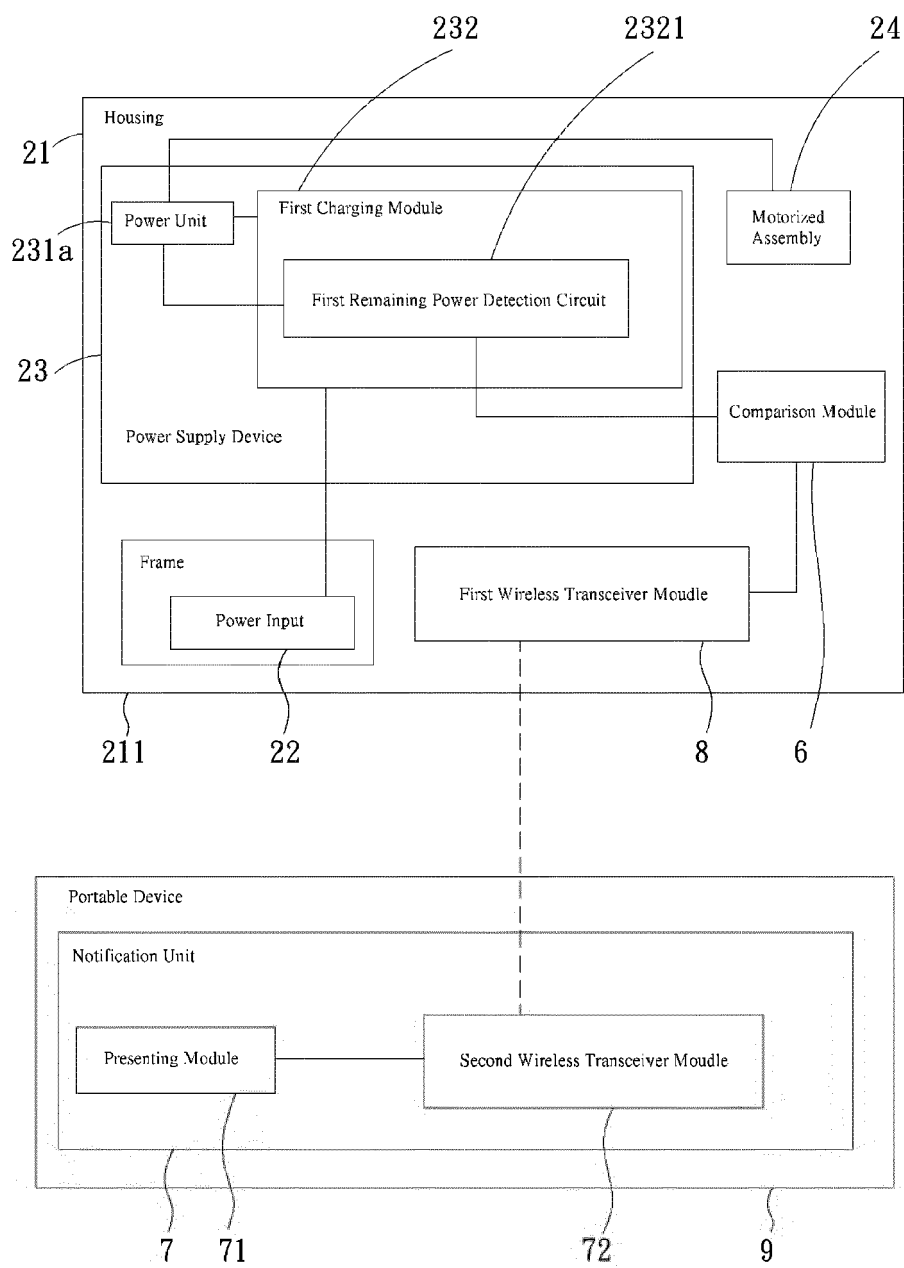 232
2321
24
Housing
21
First Charging Module
Power Unit
Motorized
Assembly
231a
First Remaining Power Detection Circuit
23
Comparison Module
Power Supply Device
Frame
First Wireless Transceiver Moudle
Power Input
211
22
8
6
Portable Device
Notification Unit
Presenting Module
Second Wireless Transceiver Moudle
7
71
72
9